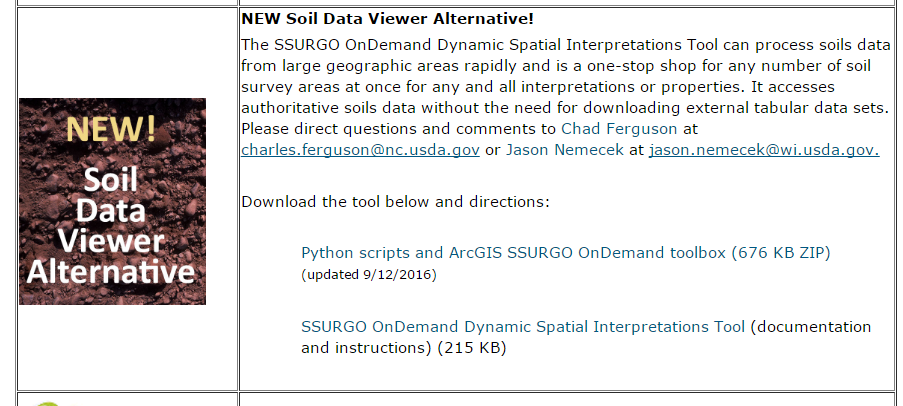 NEW!
Soil
Data
Viewer
Alternative
NEW Soil Data Viewer Alternative!
The SSURGO OnDemand Dynamic Spatial Interpretations Tool can process soils data
from large geographic areas rapidly and is a one-stop shop for any number of soil
survey areas at once for any and all interpretations or properties. It accesses
authoritative soils data without the need for downloading external tabular data sets.
Please direct questions and comments to Chad Ferguson at
charles.ferguson@nc.usda.gov or Jason Nemecek at jason.nemecek@wi.usda.gov.
Download the tool below and directions:
Python scripts and ArcGIS SSURGO OnDemand toolbox (676 KB ZIP)
(updated 9/12/2016)
SSURGO OnDemand Dynamic Spatial Interpretations Tool (documentation
and instructions) (215 KB)